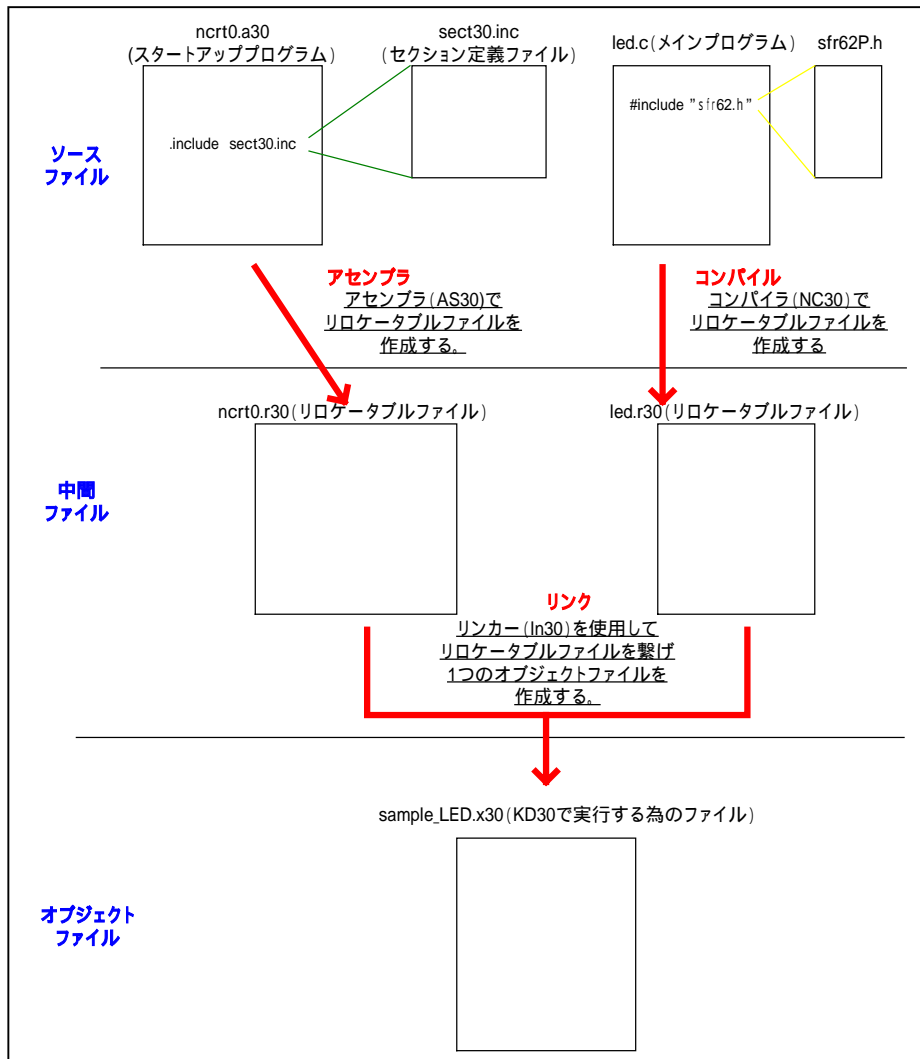 ncrt0.a30
(スタートアッププログラム)
sect30.inc
(セクション定義ファイル)
led.c(メインプログラム)
sfr62P.h
.include sect30.inc
#include ”sfr62.h”
ソース
ファイル
アセンブラ
アセンブラ(AS30)で
リロケータブルファイルを
作成する。
コンパイル
コンパイラ(NC30)で
リロケータブルファイルを
作成する
ncrt0.r30(リロケータブルファイル)
led.r30(リロケータブルファイル)
中間
ファイル
リンク
リンカー(ln30)を使用して
リロケータブルファイルを繋げ
1つのオブジェクトファイルを
作成する。
sample_LED.x30(KD30で実行する為のファイル)
オブジェクト
ファイル